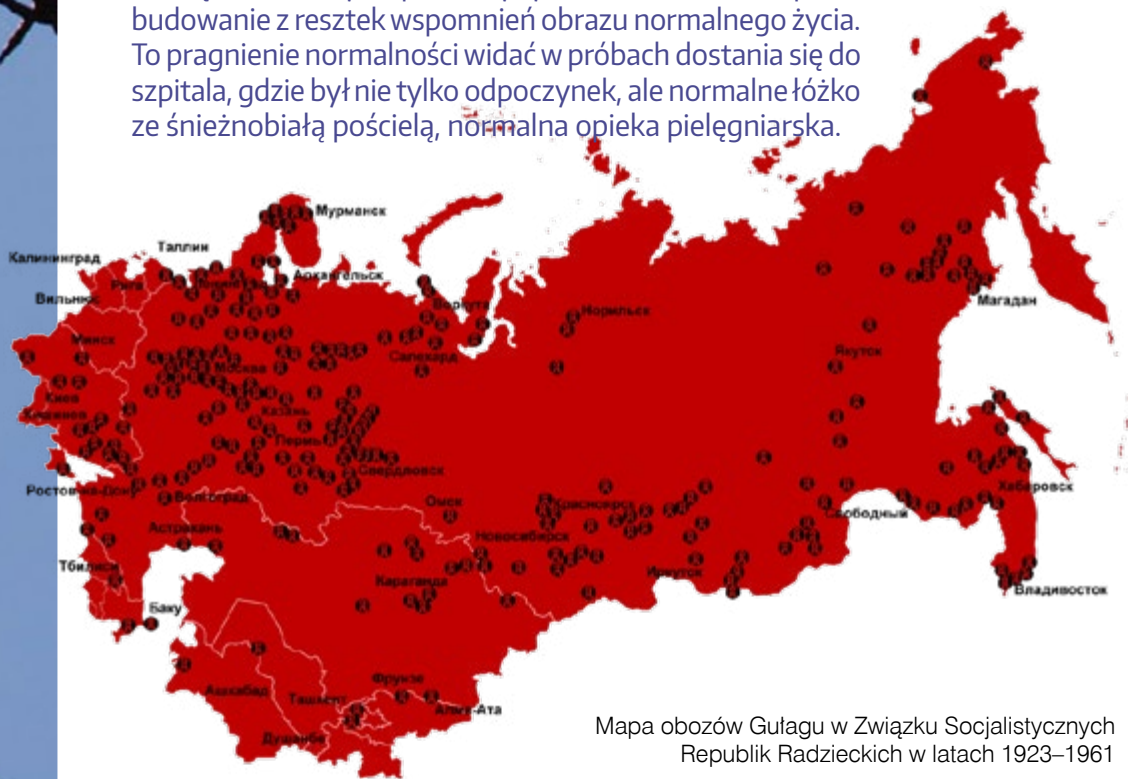 budowanie z resztek wspomnień obrazu normalnego życia.
To pragnienie normalności widać w próbach dostania się do
szpitala, gdzie był nie tylko odpoczynek, ale normalne łóżko
ze śnieżnobiałą pościelą, normalna opieka pielęgniarska.
Мурманск
Таллин
Калининград
Архангельск
Рига
Вильнюс
Воркута
Норильск
Магадан
Минск
Москва
Салехард
Якутск
Киев
Кишинев
Казань
Пермь
Свердловск
Ростов-на-Дону
Волгоград
Омск
Красноярск
Хабаровск
Свободный
Астрахань
Новосибирск
Тбилиси
Караганда
Иркутск
Владивосток
Баку
Фрунзе
Ашхабад
Ташкент
Алма-Ата
Душанбе
Mapa obozów Gułagu w Związku Socjalistycznych
Republik Radzieckich w latach 1923–1961